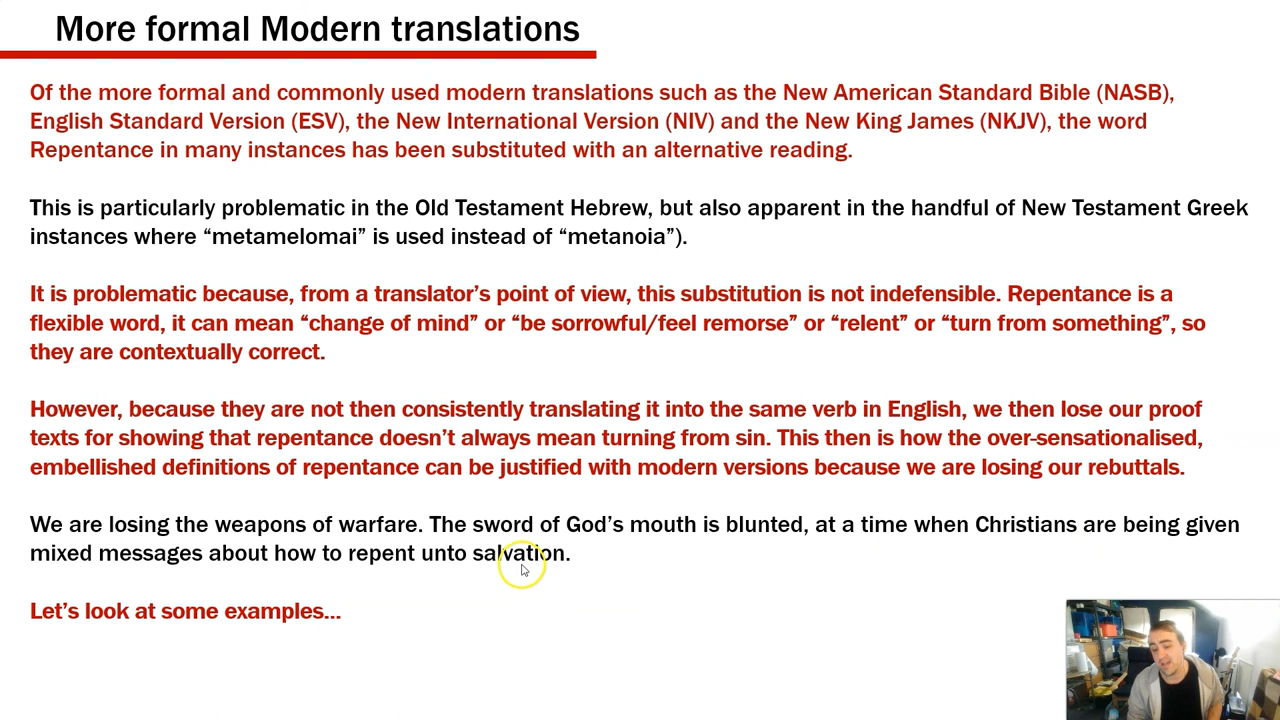 More formal Modern translations
Of the more formal and commonly used modern translations such as the New American Standard Bible (NASB),
English Standard Version (ESV), the New International Version (NIV) and the New King James (NKJV), the word
Repentance in many instances has been substituted with an alternative reading.
This is particularly problematic in the Old Testament Hebrew, but also apparent in the handful of New Testament Greek
instances where “metamelomai” is used instead of “metanoia”).
It is problematic because, from a translator’s point of view, this substitution is not indefensible. Repentance is a
flexible word, it can mean “change of mind” or “be sorrowful/feel remorse” or “relent” or “turn from something”, so
they are contextually correct.
However, because they are not then consistently translating it into the same verb in English, we then lose our proof
texts for showing that repentance doesn’t always mean turning from sin. This then is how the over-sensationalised,
embellished definitions of repentance can be justified with modern versions because we are losing our rebuttals.
We are losing the weapons of warfare. The sword of God’s mouth is blunted, at a time when Christians are being given
mixed messages about how to repent unto salvation.
Let’s look at some examples...